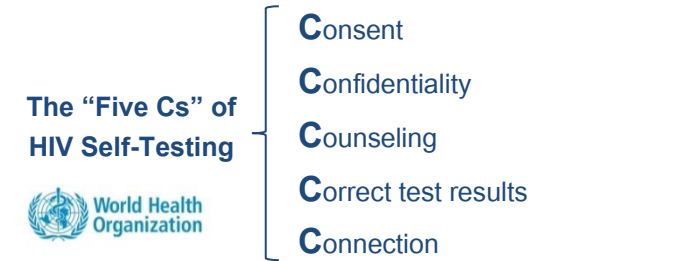 The “Five Cs” of
HIV Self-Testing
World Health
Organization
Consent
Confidentiality
Counseling
Correct test results
Connection